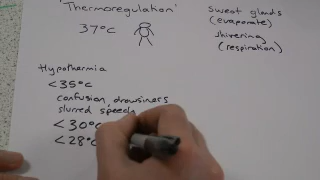 'Thermoregulation'
37°C
Sweat glands
(evaporate)
shivering
(respiration)
Hypothermia
<35°C
confusion, drowsiness
slurred speech
<30°C
<28°C